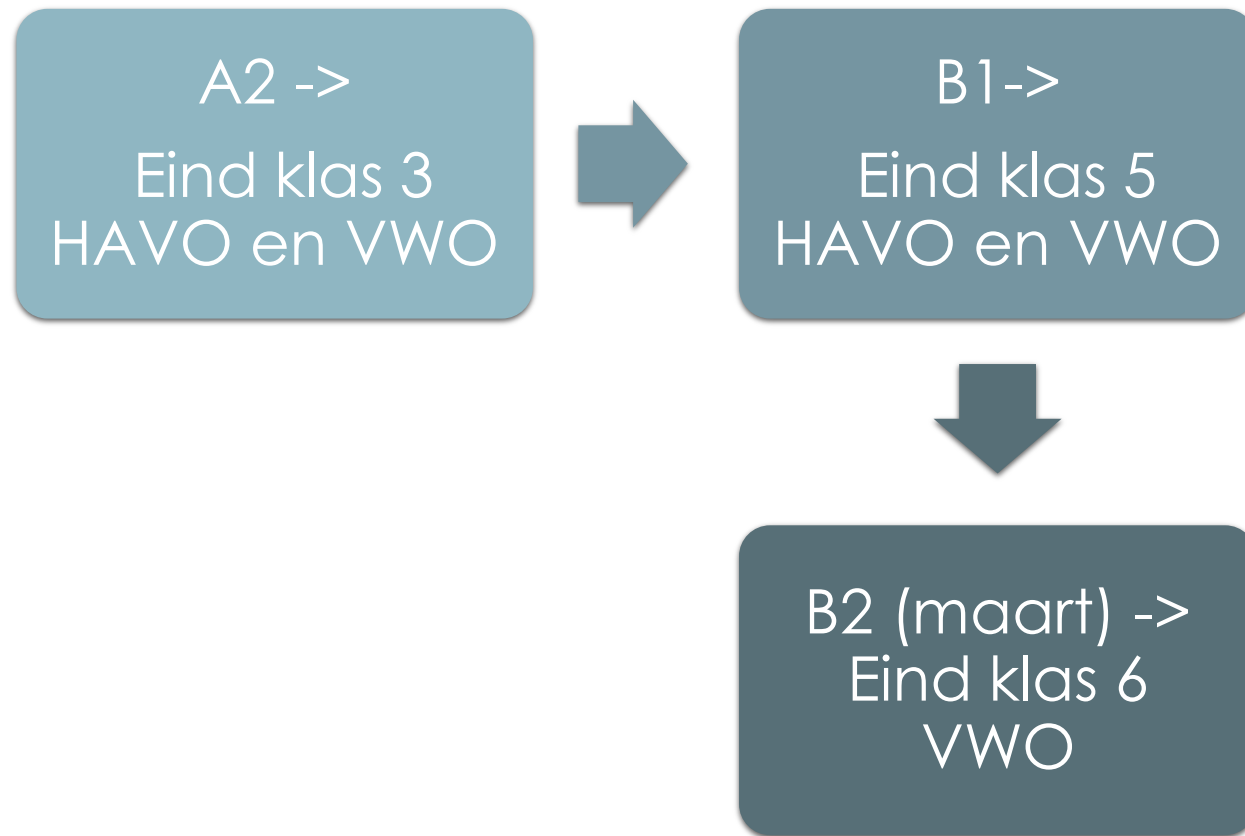 A2 ->
Eind klas 3
HAVO en VWO
B1->
Eind klas 5
HAVO en VWO
B2 (maart) ->
Eind klas 6
VWO